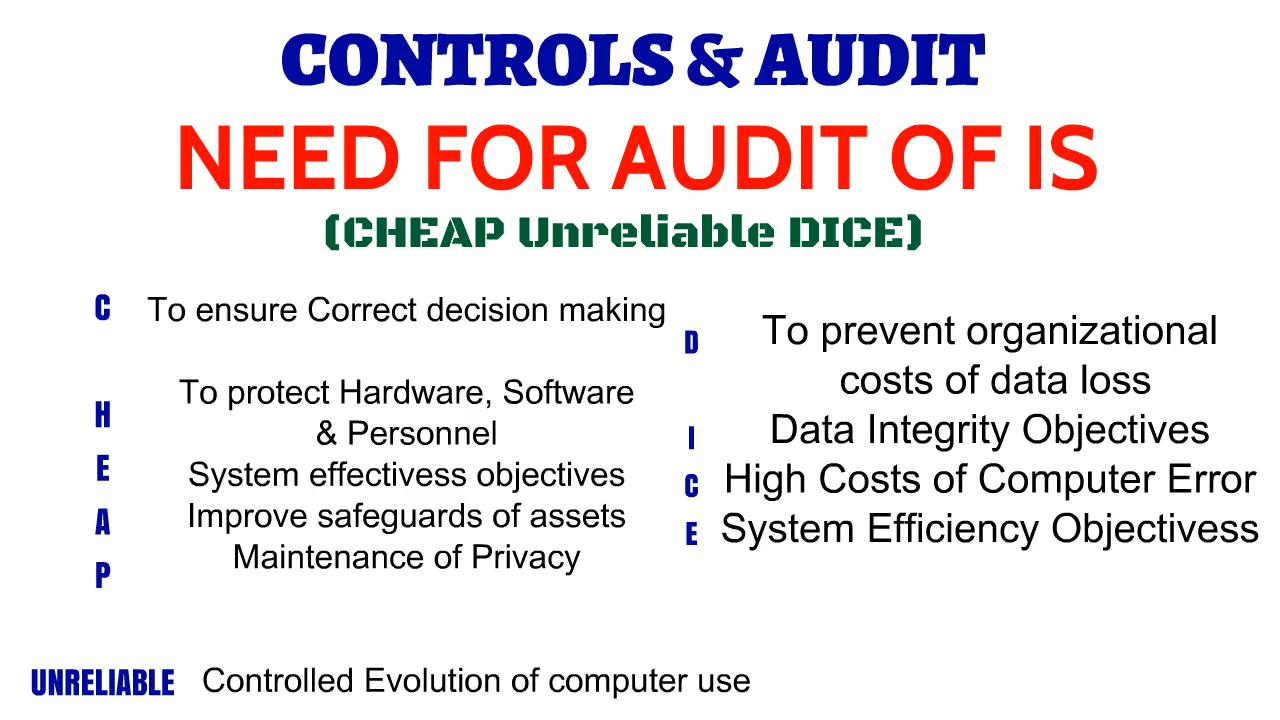 CONTROLS & AUDIT
NEED FOR AUDIT OF IS
(CHEAP Unreliable DICE)
C To ensure Correct decision making
H To protect Hardware, Software
& Personnel
E System effectivess objectives
A Improve safeguards of assets
P Maintenance of Privacy
D To prevent organizational
costs of data loss
I Data Integrity Objectives
C High Costs of Computer Error
E System Efficiency Objectivess
UNRELIABLE Controlled Evolution of computer use